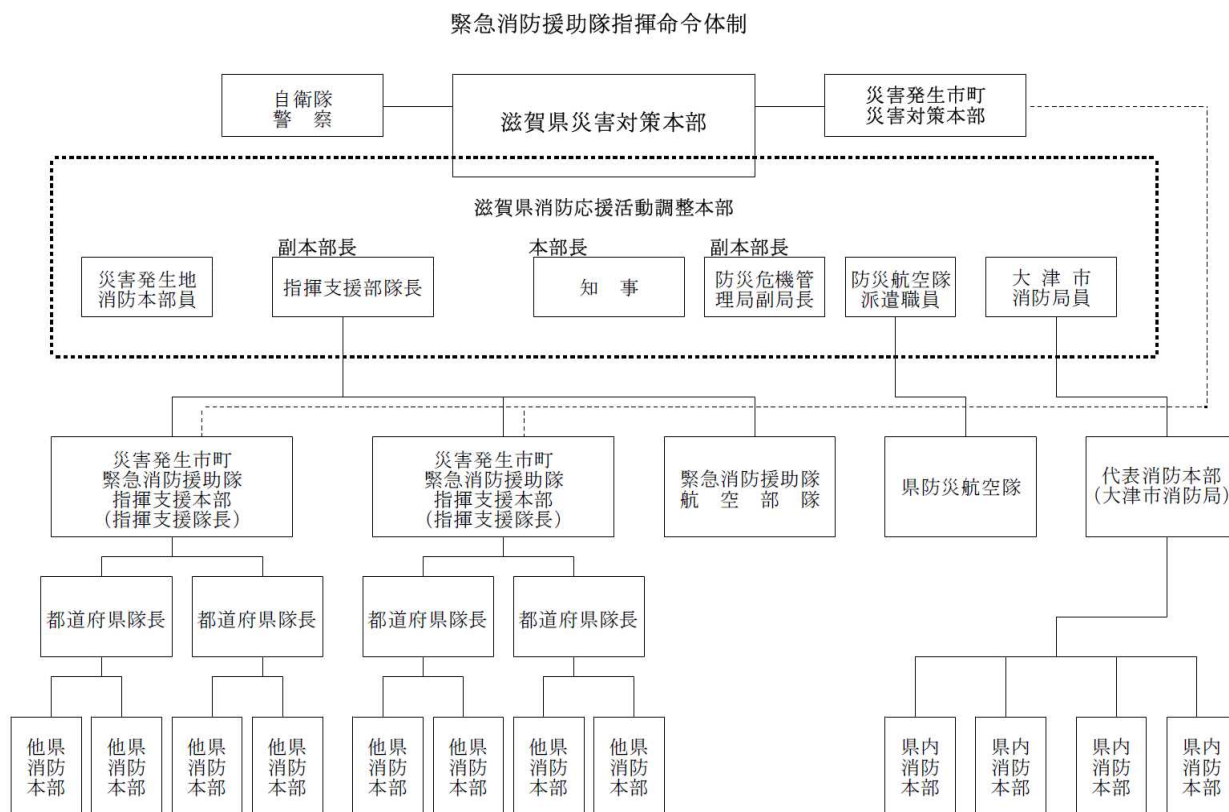 緊急消防援助隊指揮命令体制
自衛隊
警 察
滋賀県災害対策本部
災害発生市町
災害対策本部
滋賀県消防応援活動調整本部
災害発生地
消防本部員
副本部長
指揮支援部隊長
本部長
知 事
副本部長
防災危機管
理局副局長
防災航空隊
派遣職員
大 津 市
消防局員
災害発生市町
緊急消防援助隊
指揮支援本部
(指揮支援隊長)
災害発生市町
緊急消防援助隊
指揮支援本部
(指揮支援隊長)
緊急消防援助隊
航 空 部 隊
県防災航空隊
代表消防本部
(大津市消防局)
都道府県隊長
都道府県隊長
都道府県隊長
都道府県隊長
他県
消防
本部
他県
消防
本部
他県
消防
本部
他県
消防
本部
他県
消防
本部
他県
消防
本部
他県
消防
本部
他県
消防
本部
県内
消防
本部
県内
消防
本部
県内
消防
本部
県内
消防
本部